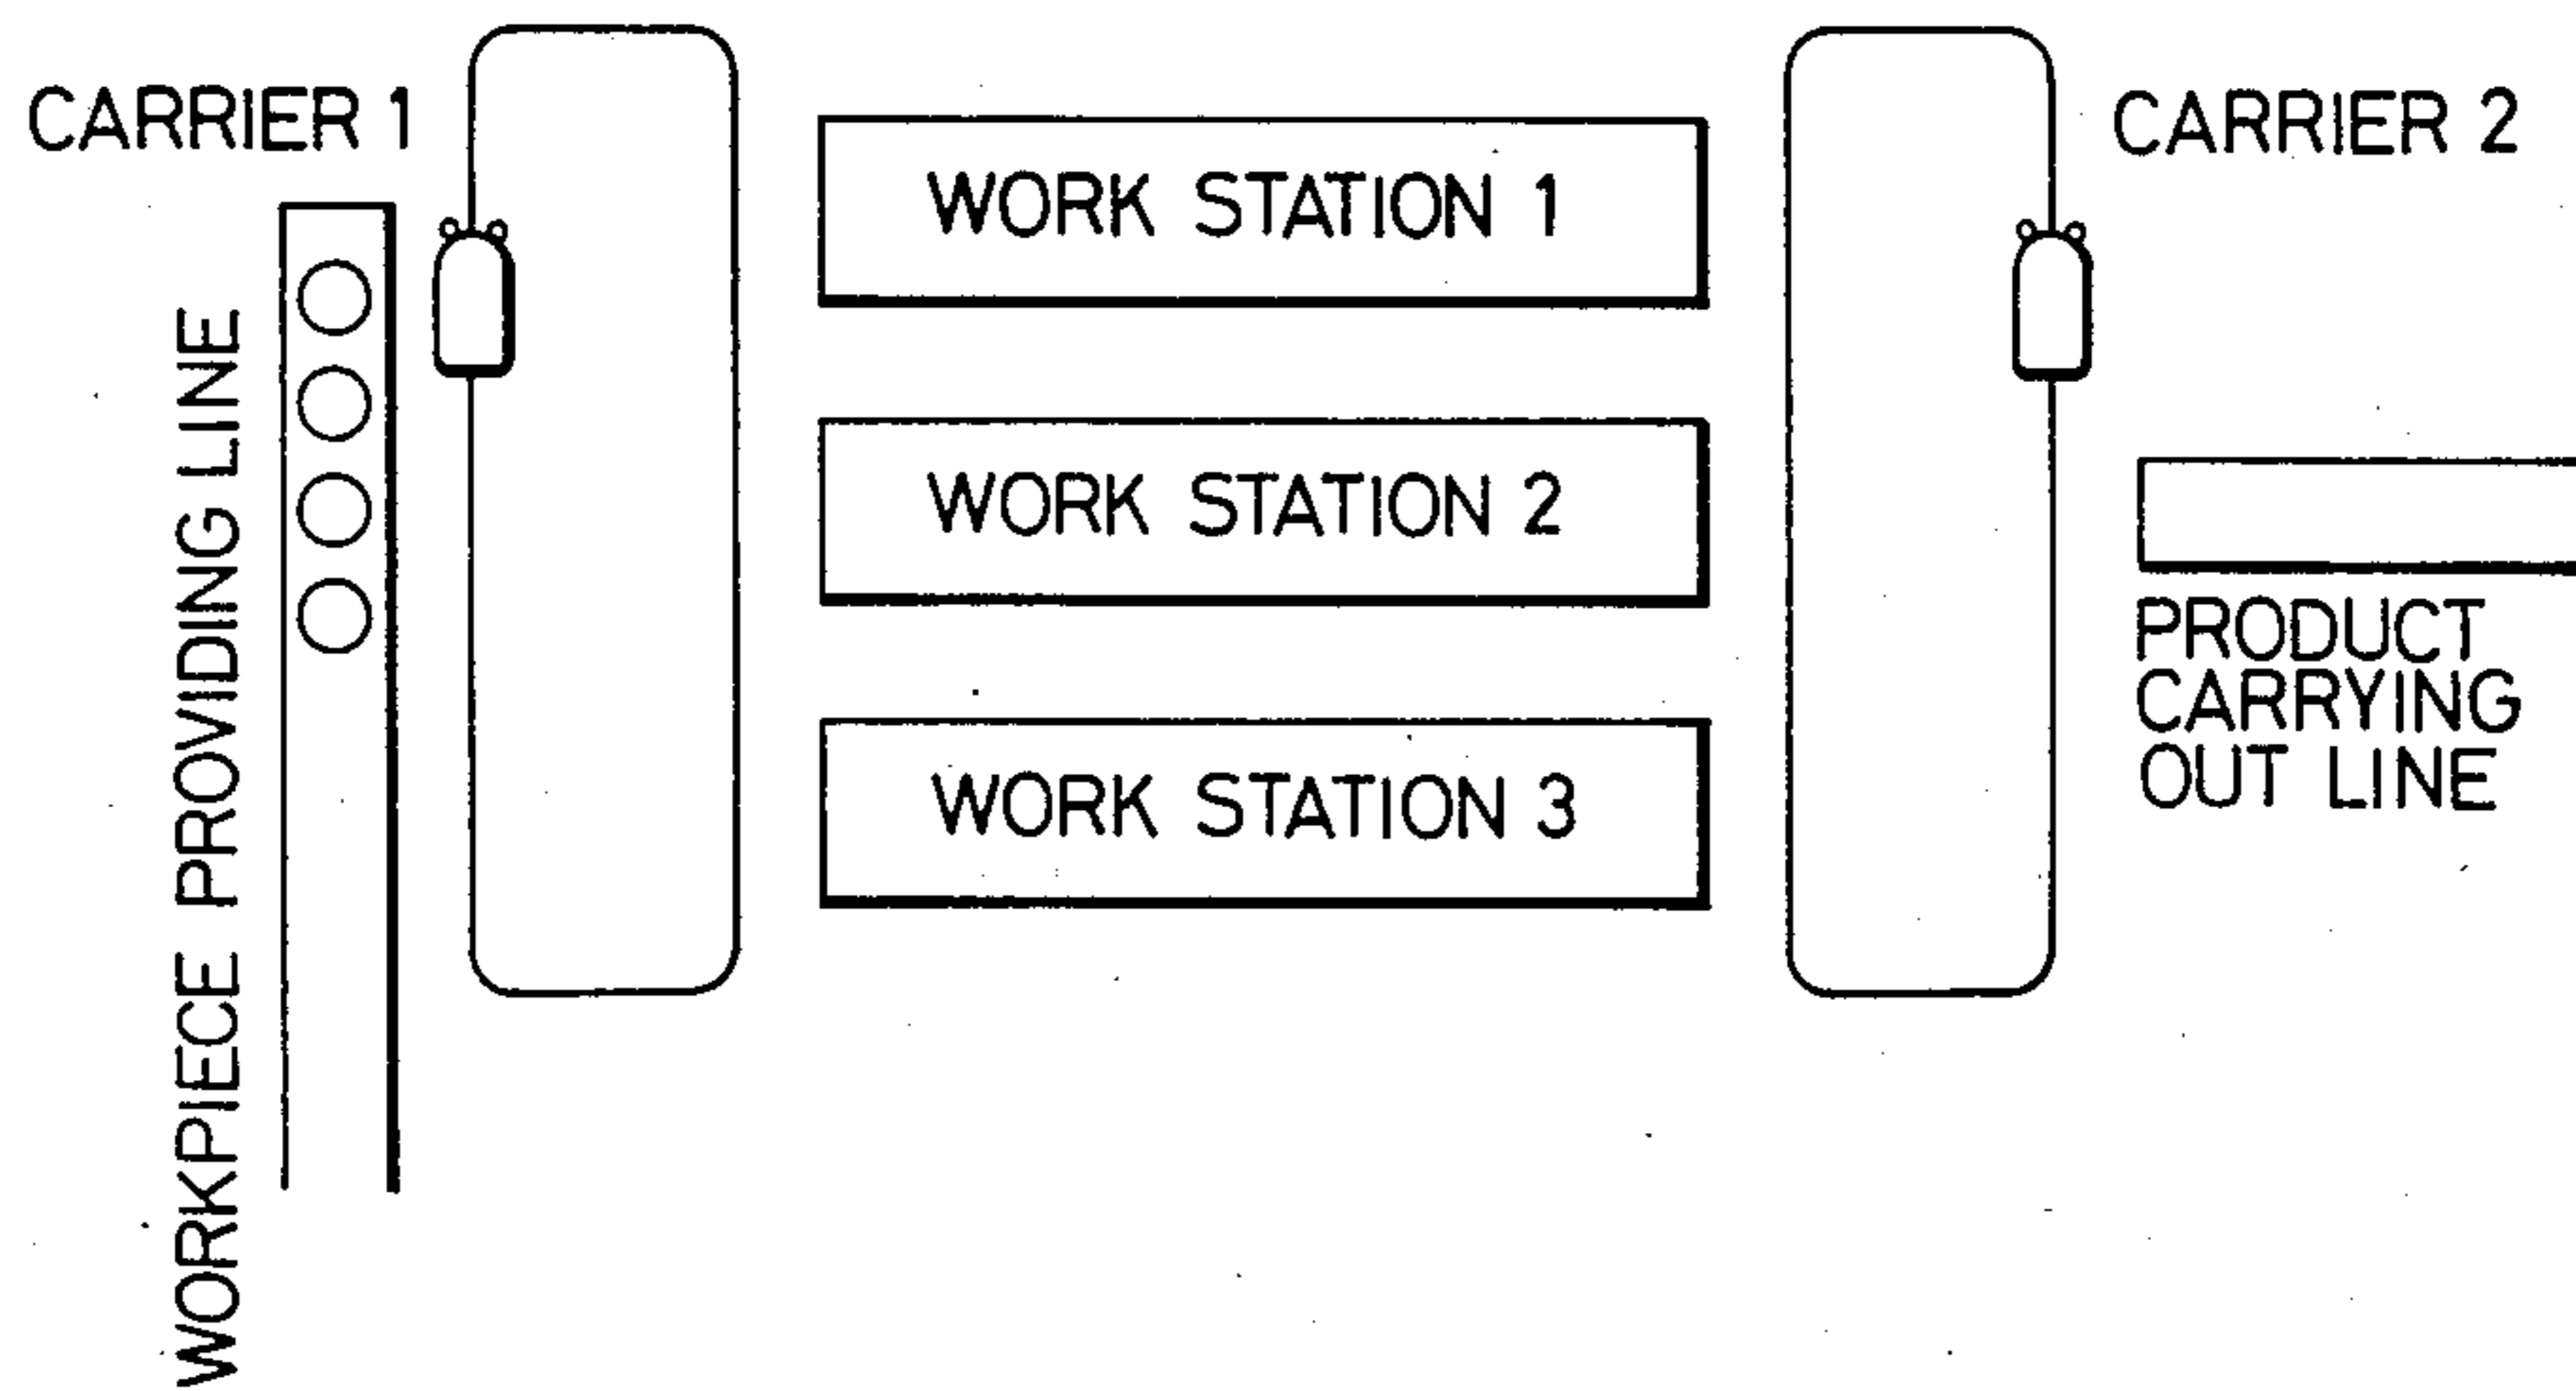 CARRIER 1
WORKPIECE PROVIDING LINE
WORK STATION 1
WORK STATION 2
WORK STATION 3
CARRIER 2
PRODUCT
CARRYING
OUT LINE